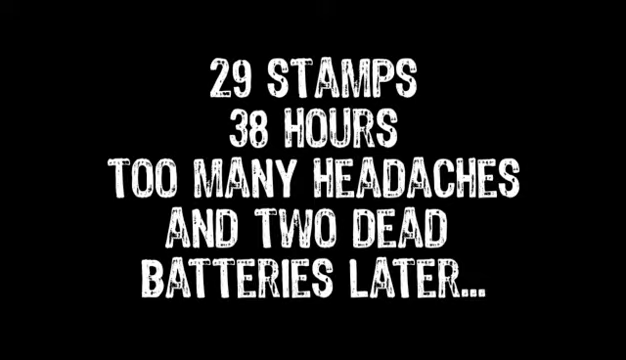 29 STAMPS
38 HOURS
TOO MANY HEADACHES
AND TWO DEAD
BATTERIES LATER...